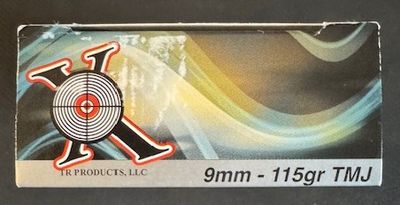 X
TR PRODUCTS, LLC
9mm - 115gr TMJ